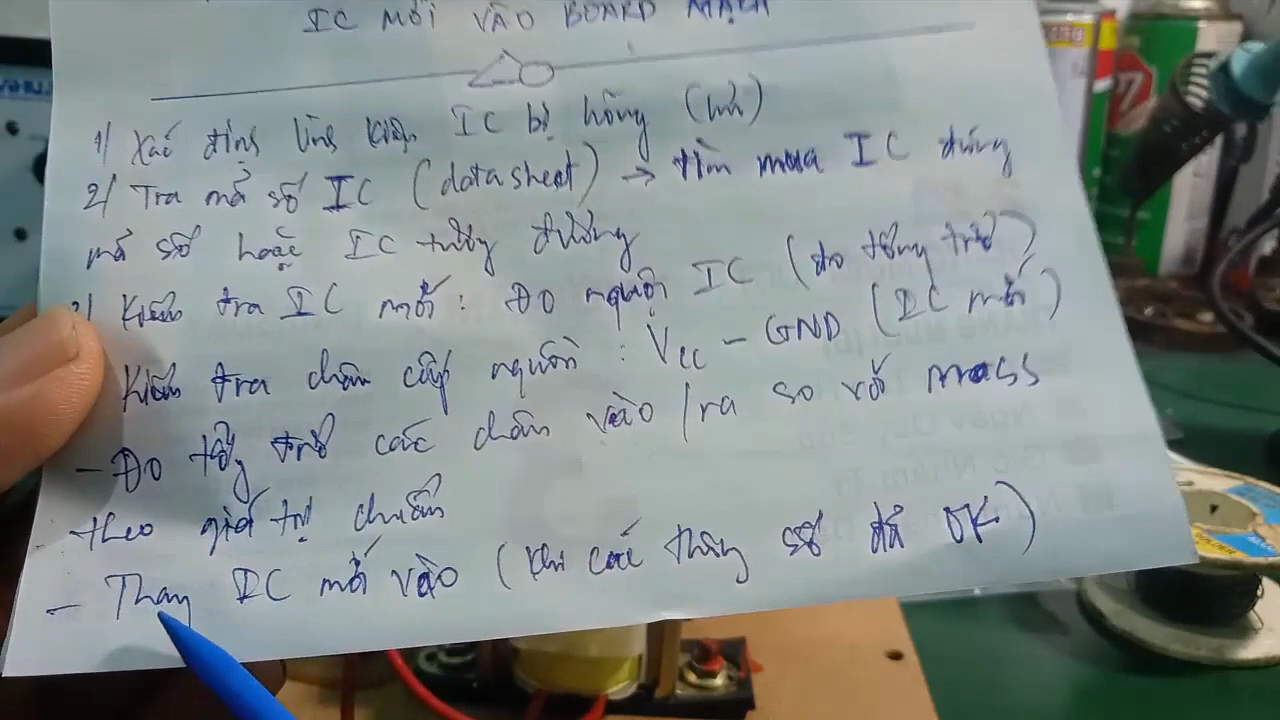 IC MỚI VÀO BOARD MẠCH
1) Xác định linh kiện IC bị hỏng (hư)
2) Tra mã số IC (datasheet) → tìm mua IC đúng
mã số hoặc IC tương đương
3) Kiểm tra IC mới: Đo nguội IC (đo tổng trở)
Kiểm tra chân cấp nguồn: Vcc - GND (IC mới)
- Đo tổng trở các chân vào/ra so với mass
theo giá trị chuẩn
- Thay IC mới vào (khi các thông số đã OK)